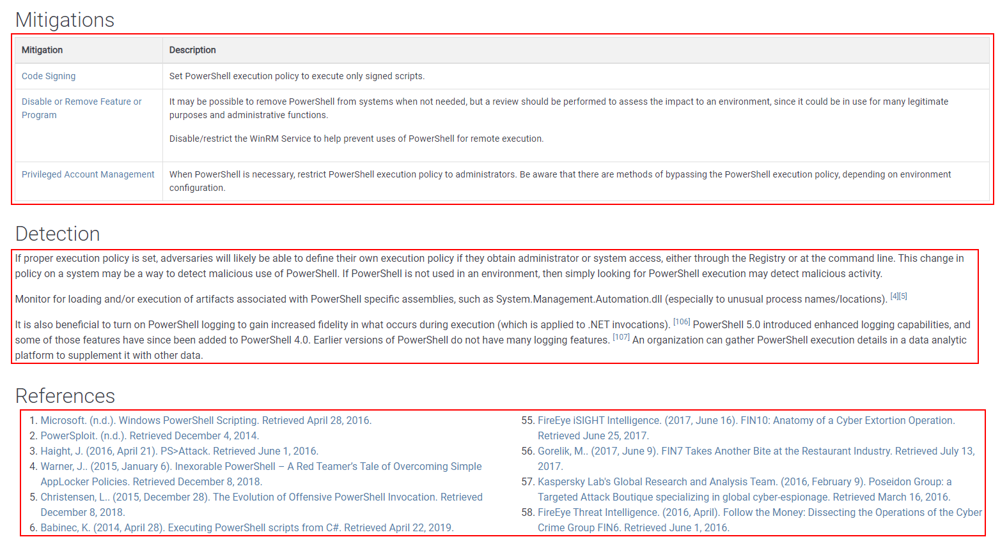 Mitigations
Mitigation Description
Code Signing Set PowerShell execution policy to execute only signed scripts.
Disable or Remove Feature or Program
It may be possible to remove PowerShell from systems when not needed, but a review should be performed to assess the impact to an environment, since it could be in use for many legitimate
purposes and administrative functions.
Disable/restrict the WinRM Service to help prevent uses of PowerShell for remote execution.
Privileged Account Management
When PowerShell is necessary, restrict PowerShell execution policy to administrators. Be aware that there are methods of bypassing the PowerShell execution policy, depending on environment
configuration.
Detection
If proper execution policy is set, adversaries will likely be able to define their own execution policy if they obtain administrator or system access, either through the Registry or at the command line. This change in
policy on a system may be a way to detect malicious use of PowerShell. If PowerShell is not used in an environment, then simply looking for PowerShell execution may detect malicious activity.
Monitor for loading and/or execution of artifacts associated with PowerShell specific assemblies, such as System.Management.Automation.dll (especially to unusual process names/locations). [4][5]
It is also beneficial to turn on PowerShell logging to gain increased fidelity in what occurs during execution (which is applied to .NET invocations). [106] PowerShell 5.0 introduced enhanced logging capabilities, and
some of those features have since been added to PowerShell 4.0. Earlier versions of PowerShell do not have many logging features. [107] An organization can gather PowerShell execution details in a data analytic
platform to supplement it with other data.
References
1. Microsoft. (n.d.). Windows PowerShell Scripting. Retrieved April 28, 2016.
2. PowerSploit. (n.d.). Retrieved December 4, 2014.
3. Haight, J. (2016, April 21). PS>Attack. Retrieved June 1, 2016.
4. Warner, J.. (2015, January 6). Inexorable PowerShell – A Red Teamer’s Tale of Overcoming Simple
AppLocker Policies. Retrieved December 8, 2018.
5. Christensen, L.. (2015, December 28). The Evolution of Offensive PowerShell Invocation. Retrieved
December 8, 2018.
6. Babinec, K. (2014, April 28). Executing PowerShell scripts from C#. Retrieved April 22, 2019.
55. FireEye iSIGHT Intelligence. (2017, June 16). FIN10: Anatomy of a Cyber Extortion Operation.
Retrieved June 25, 2017.
56. Gorelik, M.. (2017, June 9). FIN7 Takes Another Bite at the Restaurant Industry. Retrieved July 13,
2017.
57. Kaspersky Lab's Global Research and Analysis Team. (2016, February 9). Poseidon Group: a
Targeted Attack Boutique specializing in global cyber-espionage. Retrieved March 16, 2016.
58. FireEye Threat Intelligence. (2016, April). Follow the Money: Dissecting the Operations of the Cyber
Crime Group FIN6. Retrieved June 1, 2016.